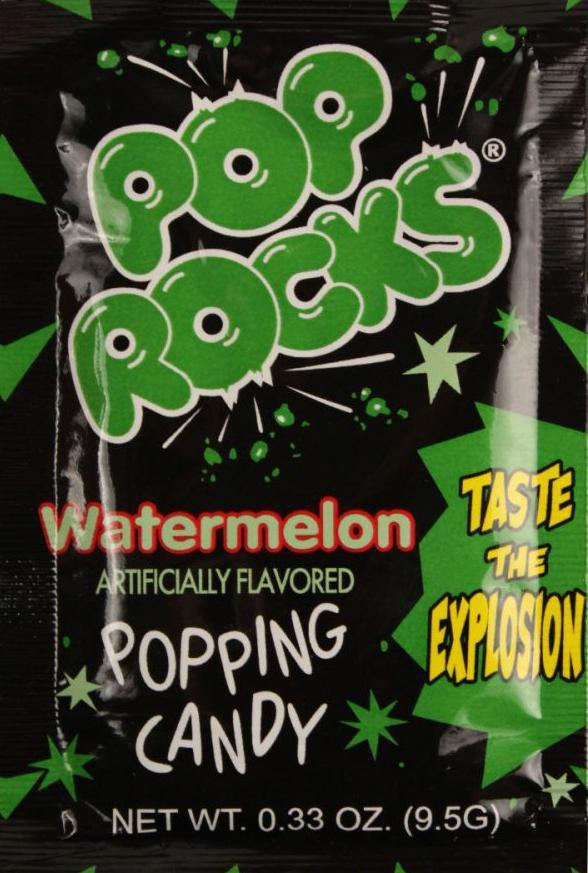 POP
ROCKS®
Watermelon
ARTIFICIALLY FLAVORED
POPPING
CANDY
TASTE
THE
EXPLOSION
NET WT. 0.33 OZ. (9.5G)